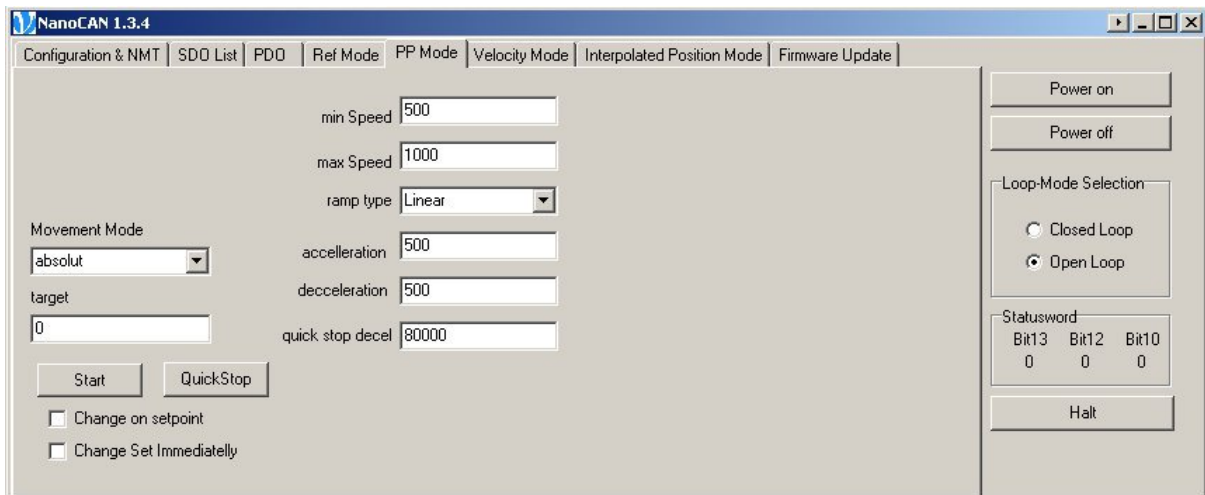 NanoCAN 1.3.4
Configuration & NMT SDO List PDO Ref Mode PP Mode Velocity Mode Interpolated Position Mode Firmware Update
min Speed 500
max Speed 1000
ramp type Linear
Movement Mode
absolut
accelleration 500
target
decceleration 500
0
quick stop decel 80000
Start QuickStop
Change on setpoint
Change Set Immediatelly
Power on
Power off
Loop-Mode Selection
Closed Loop
Open Loop
Statusword
Bit13 Bit12 Bit10
0 0 0
Halt